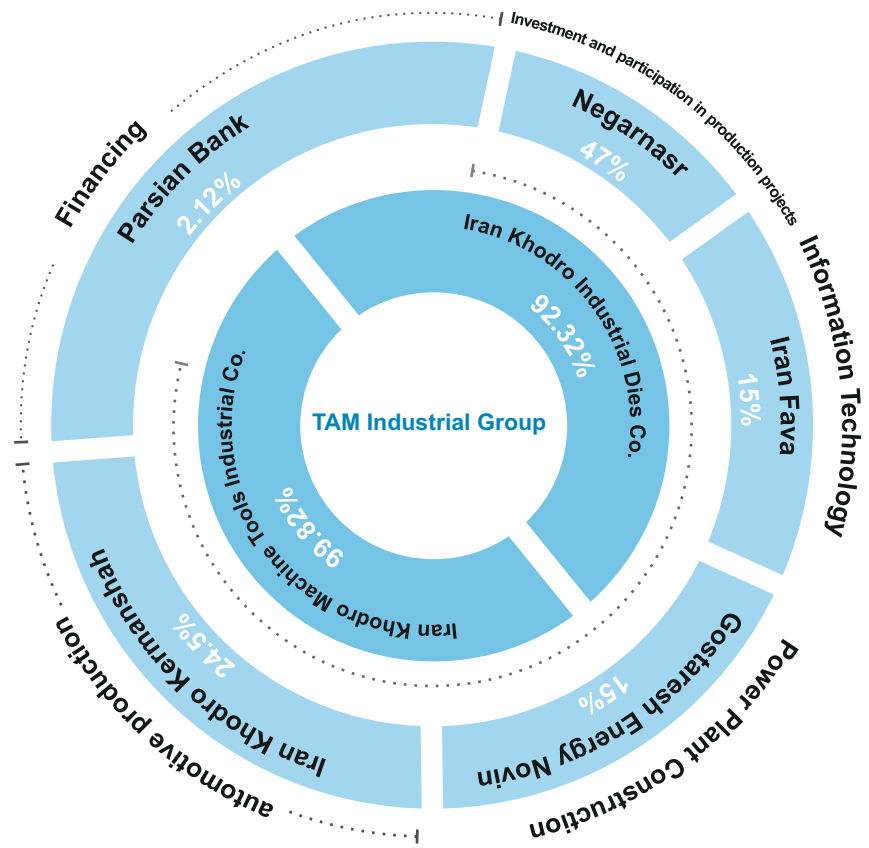 Investment and participation in production projects
Negarnasr
47%
Information Technology
Iran Fava
15%
Power Plant Construction
Gostaresh Energy Novin
15%
automotive production
Iran Khodro Kermanshah
24.5%
Financing
Parsian Bank
2.12%
Iran Khodro Industrial Dies Co.
92.32%
Iran Khodro Machine Tools Industrial Co.
99.82%
TAM Industrial Group